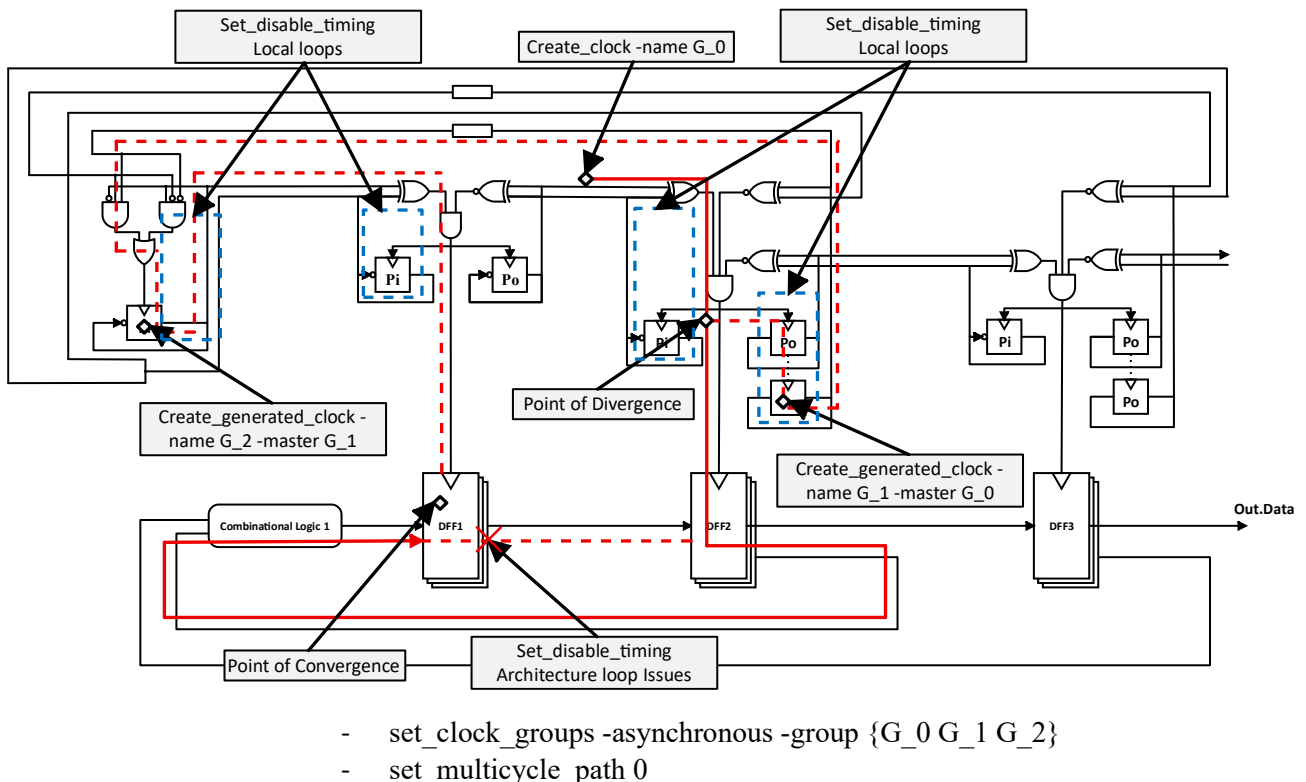 Set_disable_timing
Local loops
Create_clock -name G_0
Set_disable_timing
Local loops
Pi
Po
Pi
Po
Pi
Po
Po
Point of Divergence
Create_generated_clock -
name G_2 -master G_1
Create_generated_clock -
name G_1 -master G_0
Combinational Logic 1
DFF1
DFF2
DFF3
Out.Data
Point of Convergence
Set_disable_timing
Architecture loop Issues
- set_clock_groups -asynchronous -group {G_0 G_1 G_2}
- set_multicycle_path 0